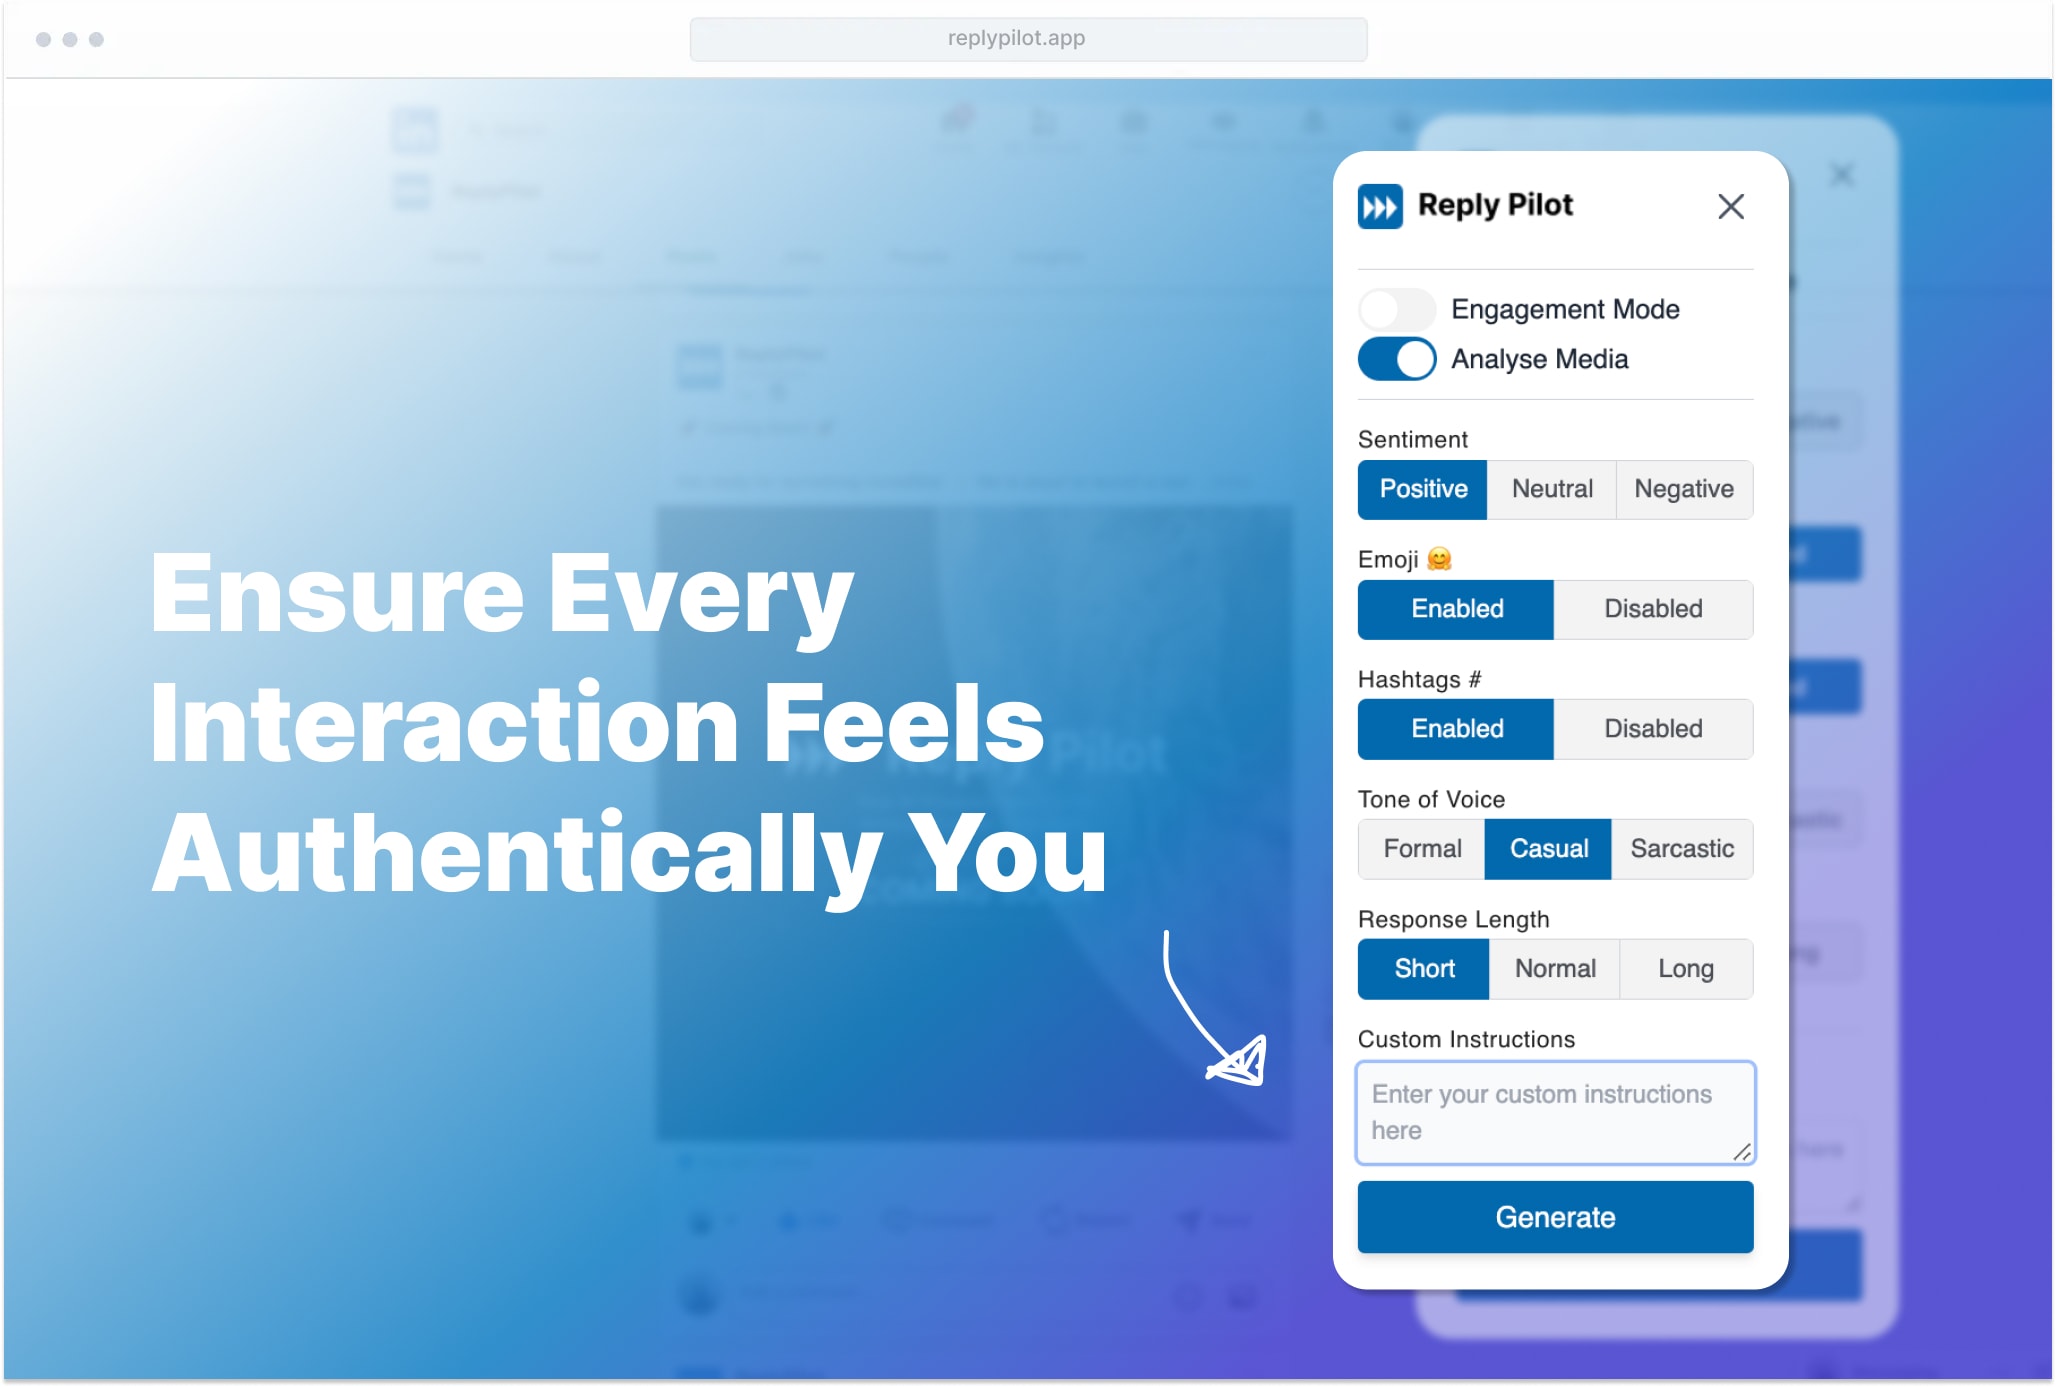 replypilot.app
Ensure Every
Interaction Feels
Authentically You
Reply Pilot
Engagement Mode
Analyse Media
Sentiment
Positive Neutral Negative
Emoji 🤗
Enabled Disabled
Hashtags #
Enabled Disabled
Tone of Voice
Formal Casual Sarcastic
Response Length
Short Normal Long
Custom Instructions
Enter your custom instructions
here
Generate